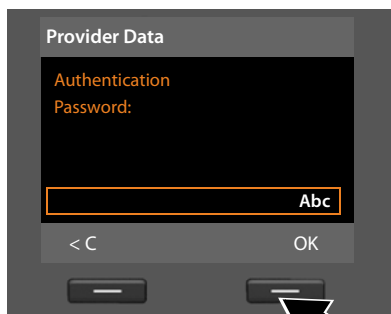 Provider Data
Authentication
Password:
Abc
< C OK